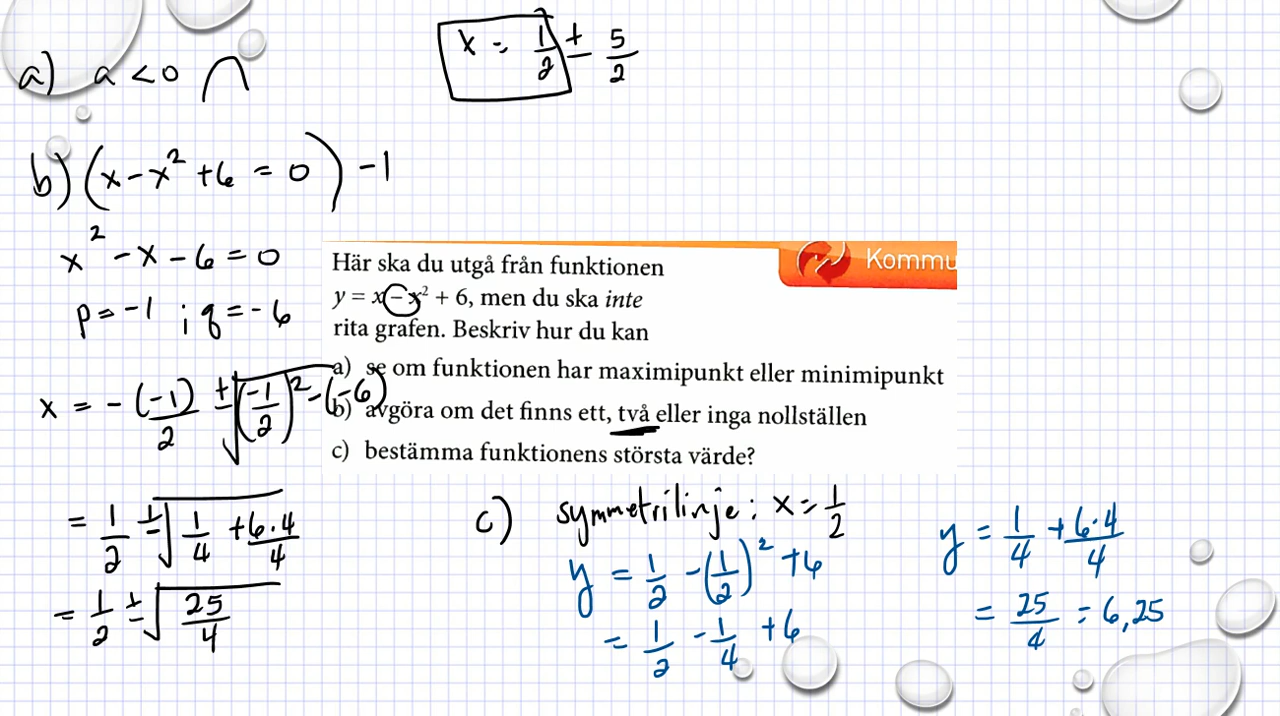 a) a < 0
x = 1/2 ± 5/2
b) (x - x² + 6 = 0) -1
x² - x - 6 = 0
p = -1 ; q = -6
x = -(-1)/2 ± √((-1/2)² - (-6))
= 1/2 ± √(1/4 + 6·4/4)
= 1/2 ± √(25/4)
Kommu
Här ska du utgå från funktionen
y = x - x² + 6, men du ska inte
rita grafen. Beskriv hur du kan
a) se om funktionen har maximipunkt eller minimipunkt
b) avgöra om det finns ett, två eller inga nollställen
c) bestämma funktionens största värde?
c) symmetrilinje: x = 1/2
y = 1/2 - (1/2)² + 6
= 1/2 - 1/4 + 6
y = 1/4 + 6·4/4
= 25/4 = 6,25